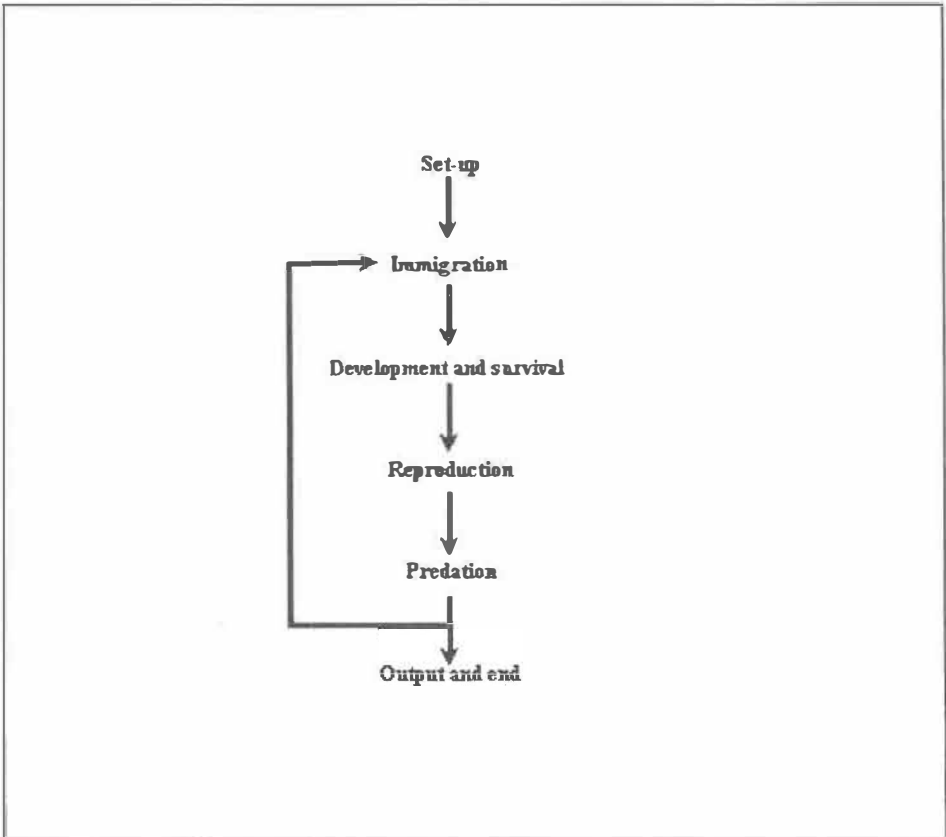 Set-up
Immigration
Development and survival
Reproduction
Predation
Output and end